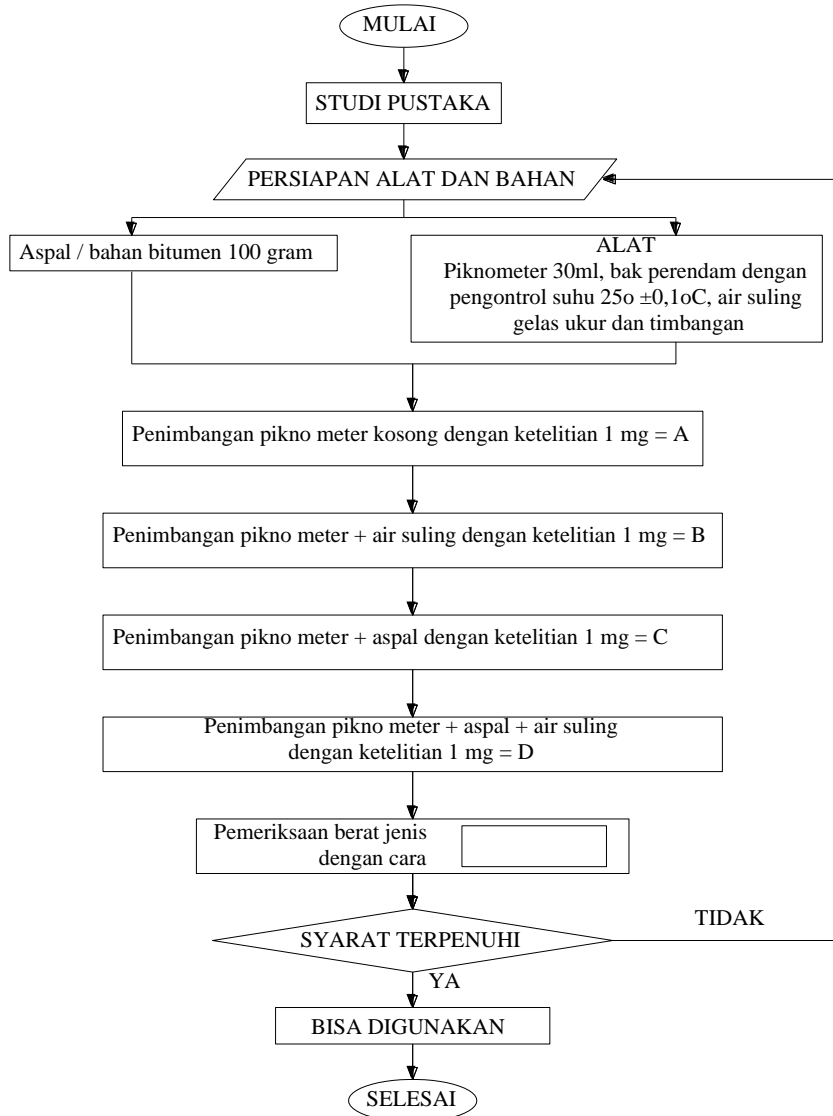 MULAI
STUDI PUSTAKA
PERSIAPAN ALAT DAN BAHAN
Aspal / bahan bitumen 100 gram
ALAT
Piknometer 30ml, bak perendam dengan
pengontrol suhu 25o ±0,1oC, air suling
gelas ukur dan timbangan
Penimbangan pikno meter kosong dengan ketelitian 1 mg = A
Penimbangan pikno meter + air suling dengan ketelitian 1 mg = B
Penimbangan pikno meter + aspal dengan ketelitian 1 mg = C
Penimbangan pikno meter + aspal + air suling
dengan ketelitian 1 mg = D
Pemeriksaan berat jenis
dengan cara
SYARAT TERPENUHI
TIDAK
YA
BISA DIGUNAKAN
SELESAI